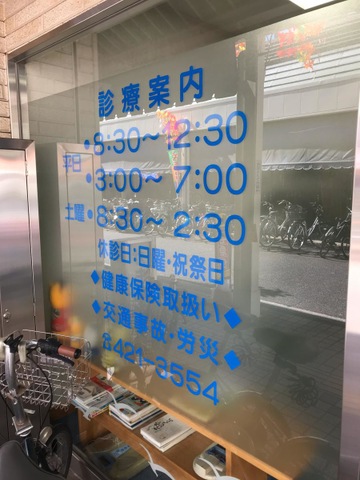 診療案内
平日 •8:30〜12:30
•3:00〜7:00
土曜•8:30〜2:30
休診日:日曜・祝祭日
◆健康保険取扱い◆
◆交通事故・労災◆
☎421-3554